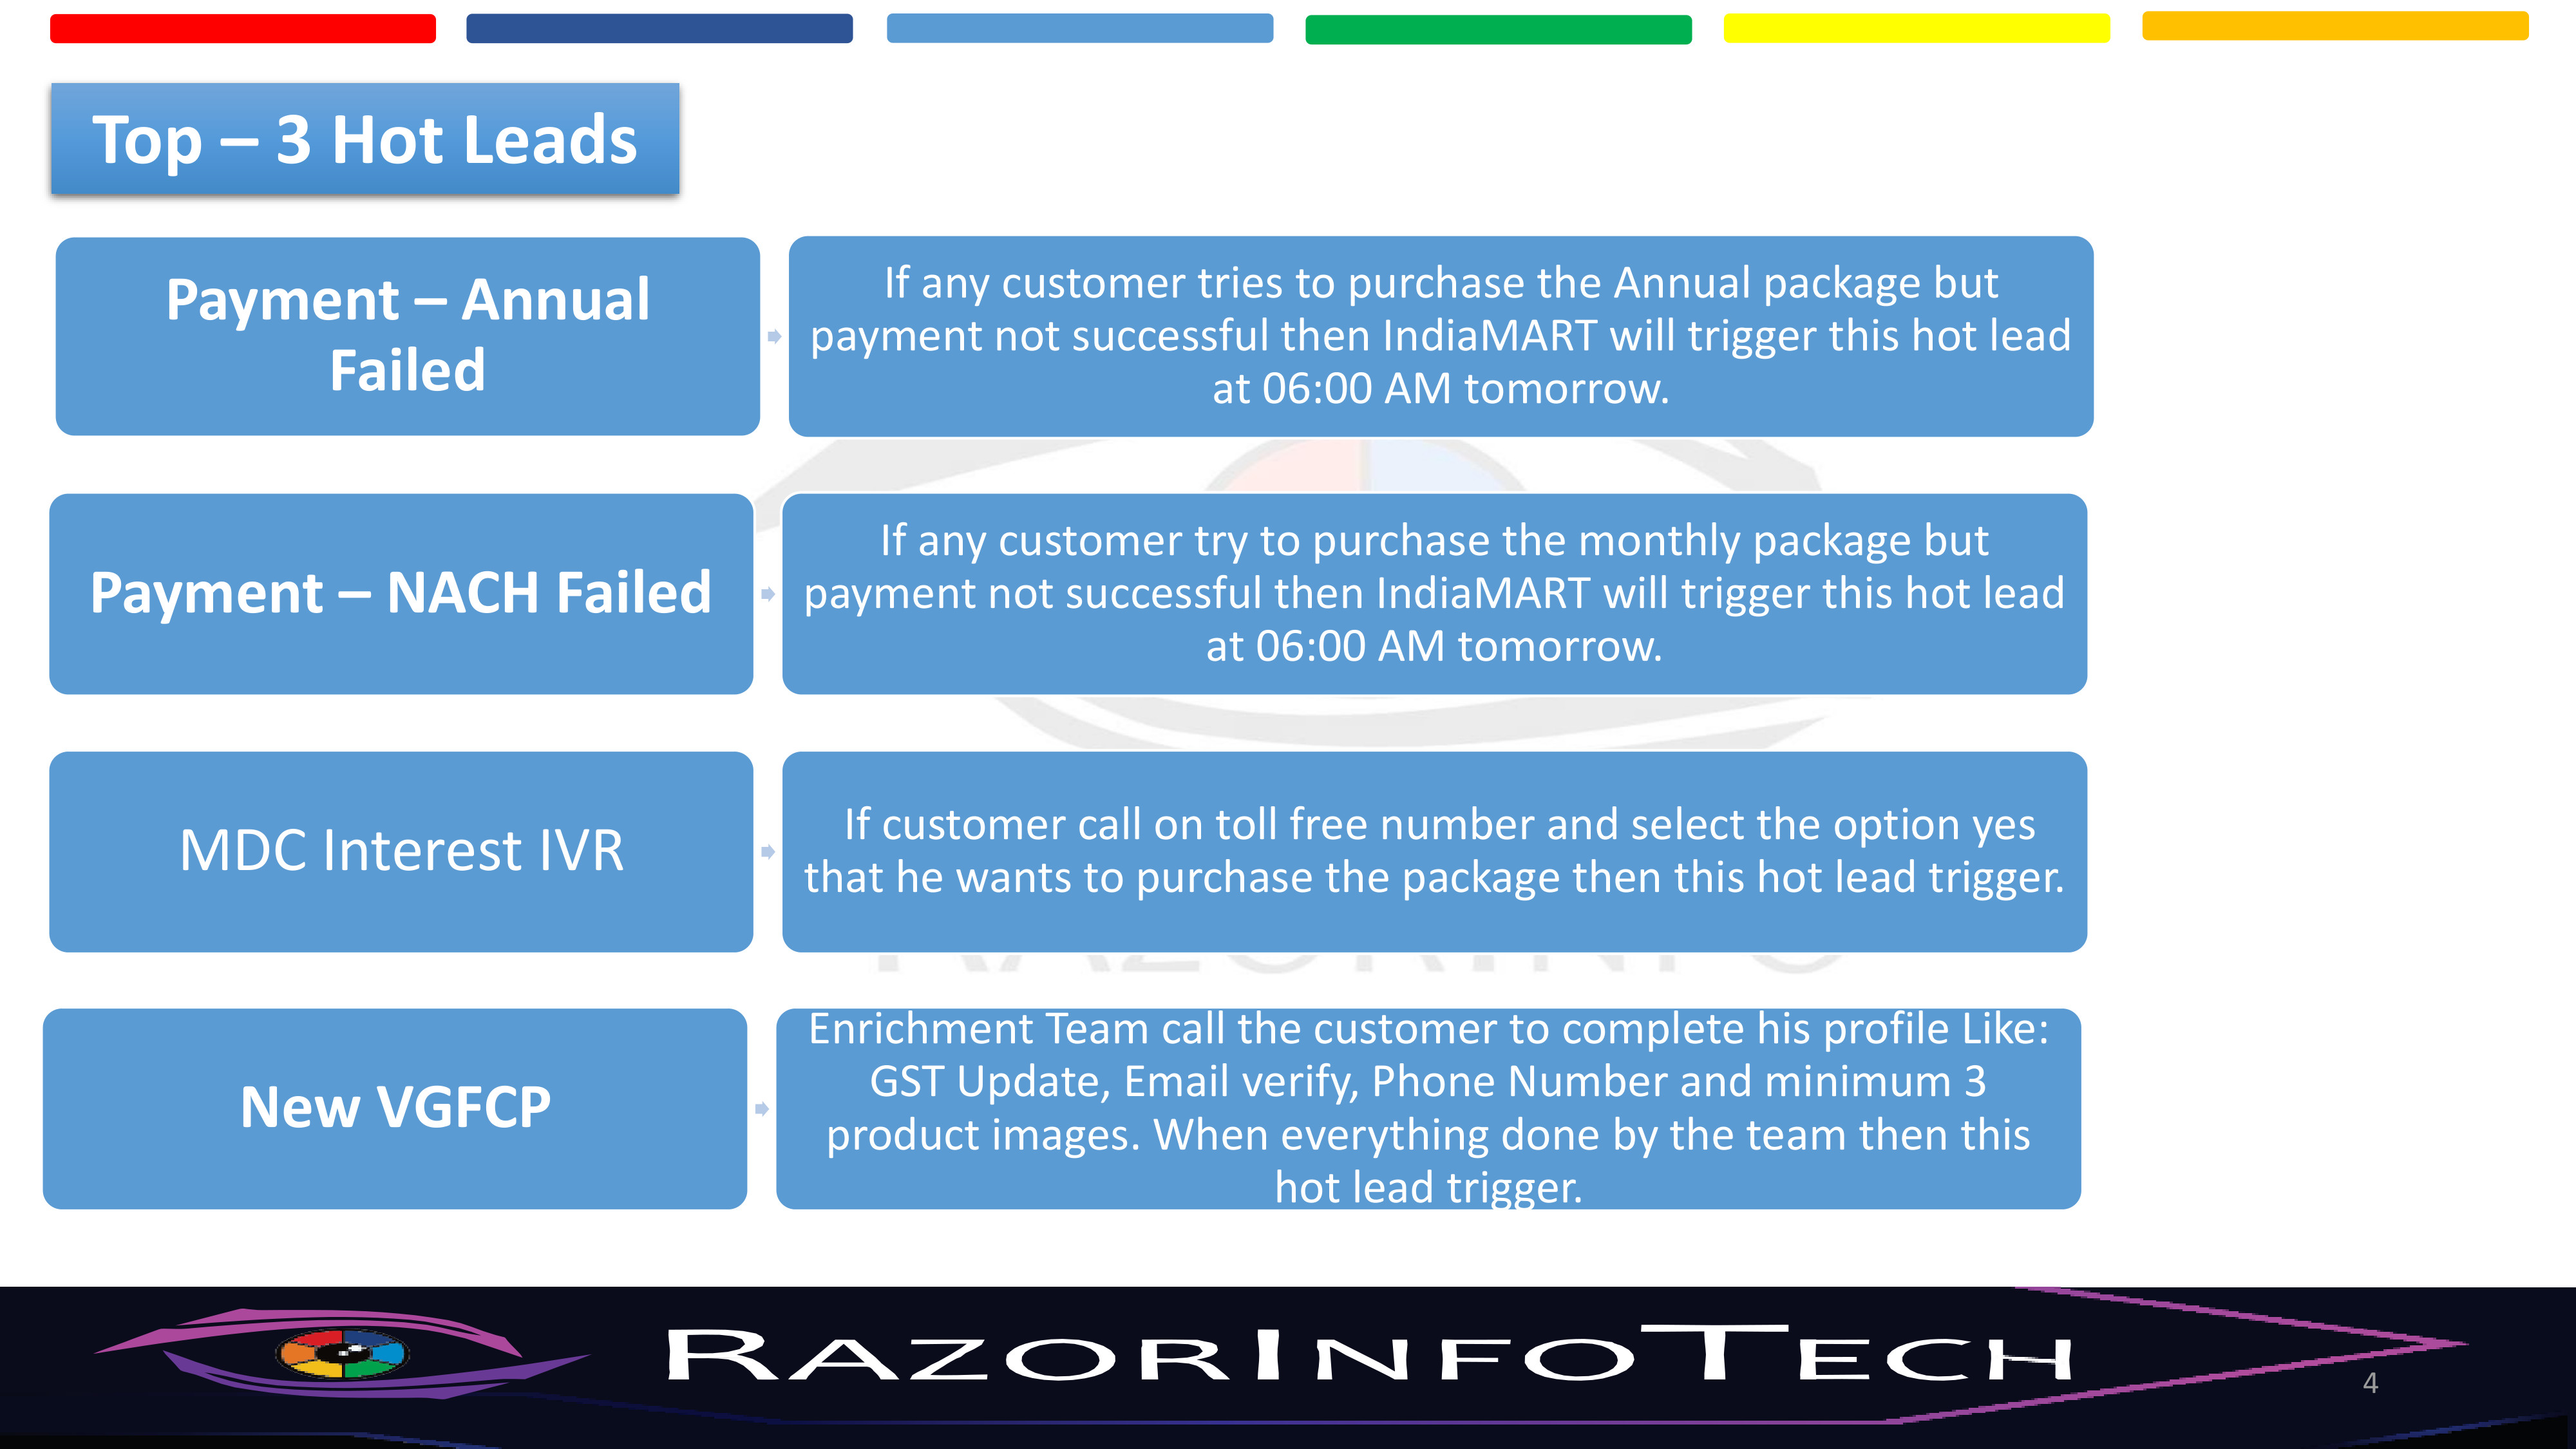 Top – 3 Hot Leads
Payment – Annual
Failed
If any customer tries to purchase the Annual package but
payment not successful then IndiaMART will trigger this hot lead
at 06:00 AM tomorrow.
Payment – NACH Failed
If any customer try to purchase the monthly package but
payment not successful then IndiaMART will trigger this hot lead
at 06:00 AM tomorrow.
MDC Interest IVR
If customer call on toll free number and select the option yes
that he wants to purchase the package then this hot lead trigger.
New VGFCP
Enrichment Team call the customer to complete his profile Like:
GST Update, Email verify, Phone Number and minimum 3
product images. When everything done by the team then this
hot lead trigger.
RAZORINFOTECH
4